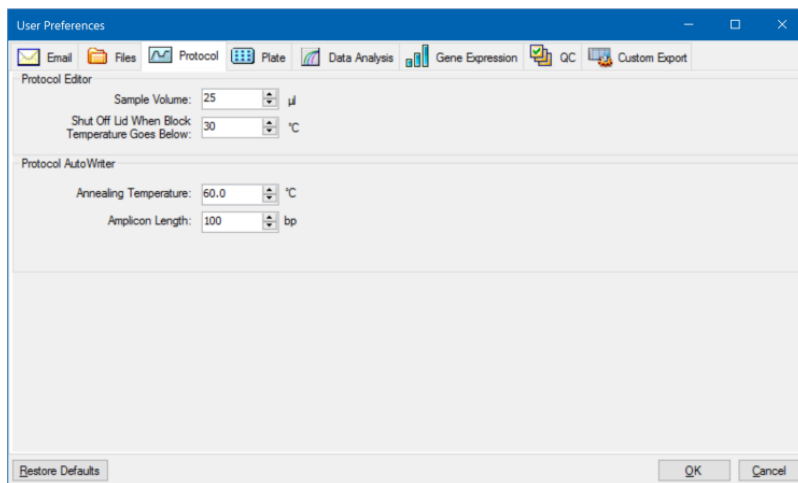 User Preferences
Email Files Protocol Plate Data Analysis Gene Expression QC Custom Export
Protocol Editor
Sample Volume: 25 µl
Shut Off Lid When Block
Temperature Goes Below: 30 °C
Protocol AutoWriter
Annealing Temperature: 60.0 °C
Amplicon Length: 100 bp
Restore Defaults OK Cancel